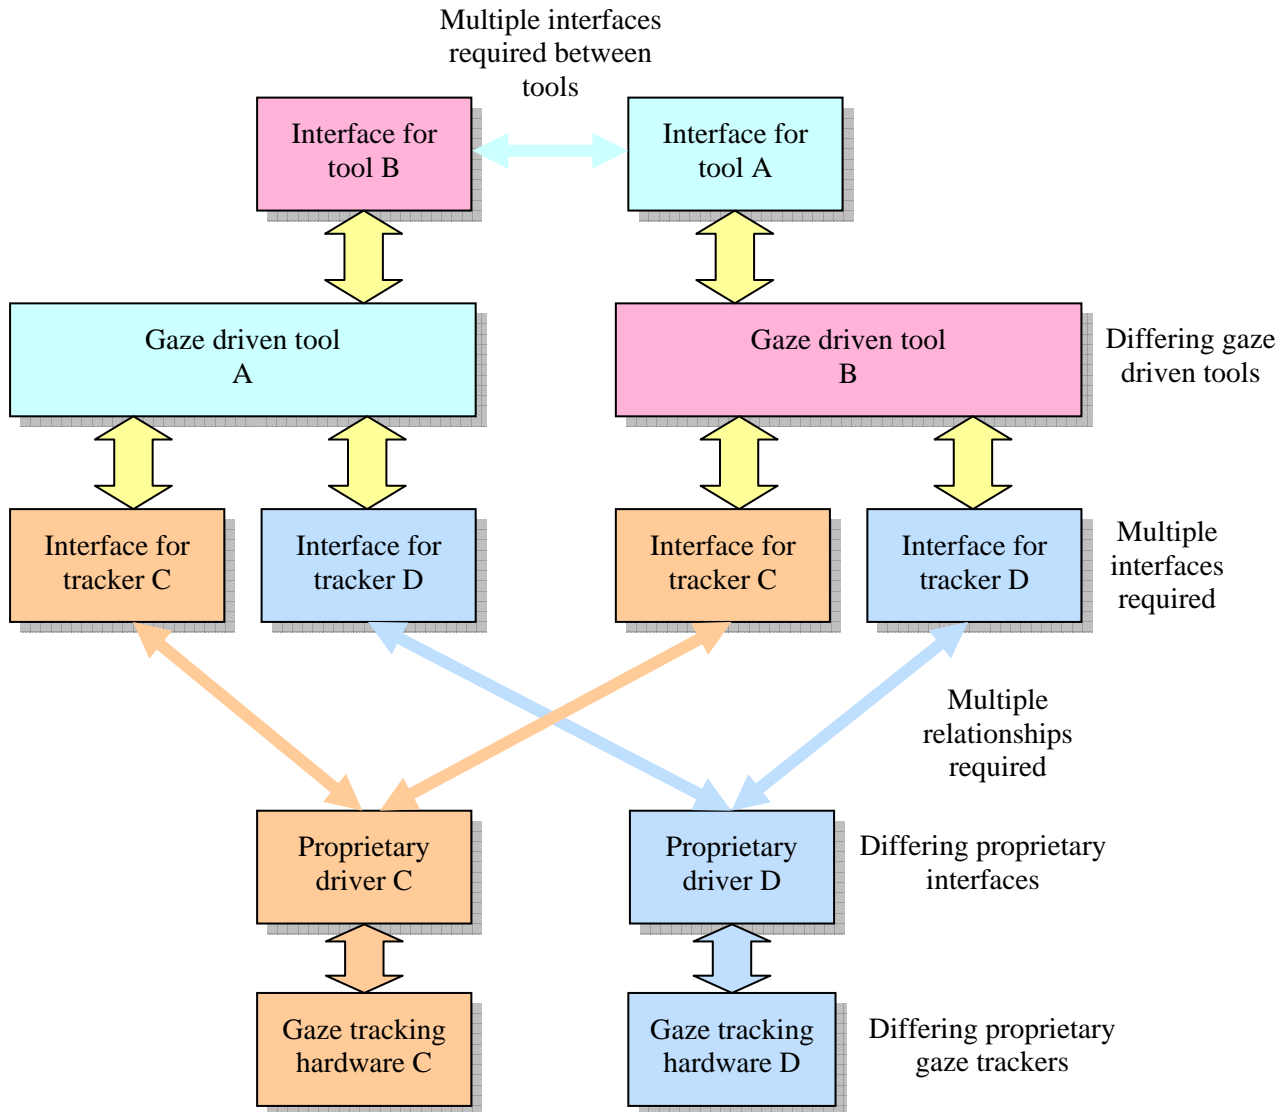 Multiple interfaces
required between
tools
Interface for
tool B
Interface for
tool A
Gaze driven tool
A
Gaze driven tool
B
Differing gaze
driven tools
Interface for
tracker C
Interface for
tracker D
Interface for
tracker C
Interface for
tracker D
Multiple
interfaces
required
Multiple
relationships
required
Proprietary
driver C
Proprietary
driver D
Differing proprietary
interfaces
Gaze tracking
hardware C
Gaze tracking
hardware D
Differing proprietary
gaze trackers